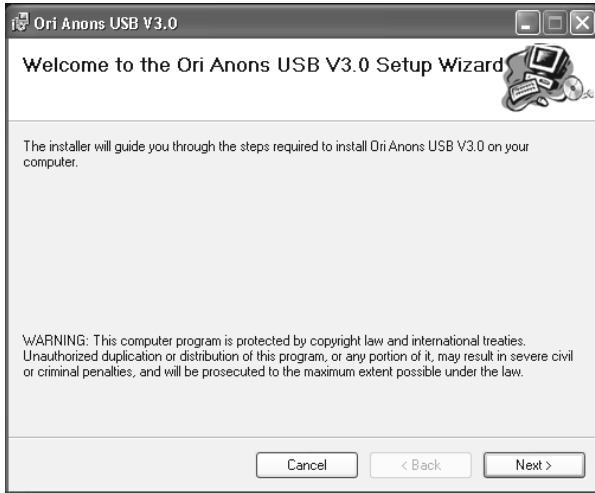 Ori Anons USB V3.0
Welcome to the Ori Anons USB V3.0 Setup Wizard
The installer will guide you through the steps required to install Ori Anons USB V3.0 on your
computer.
WARNING: This computer program is protected by copyright law and international treaties.
Unauthorized duplication or distribution of this program, or any portion of it, may result in severe civil
or criminal penalties, and will be prosecuted to the maximum extent possible under the law.
Cancel < Back Next >